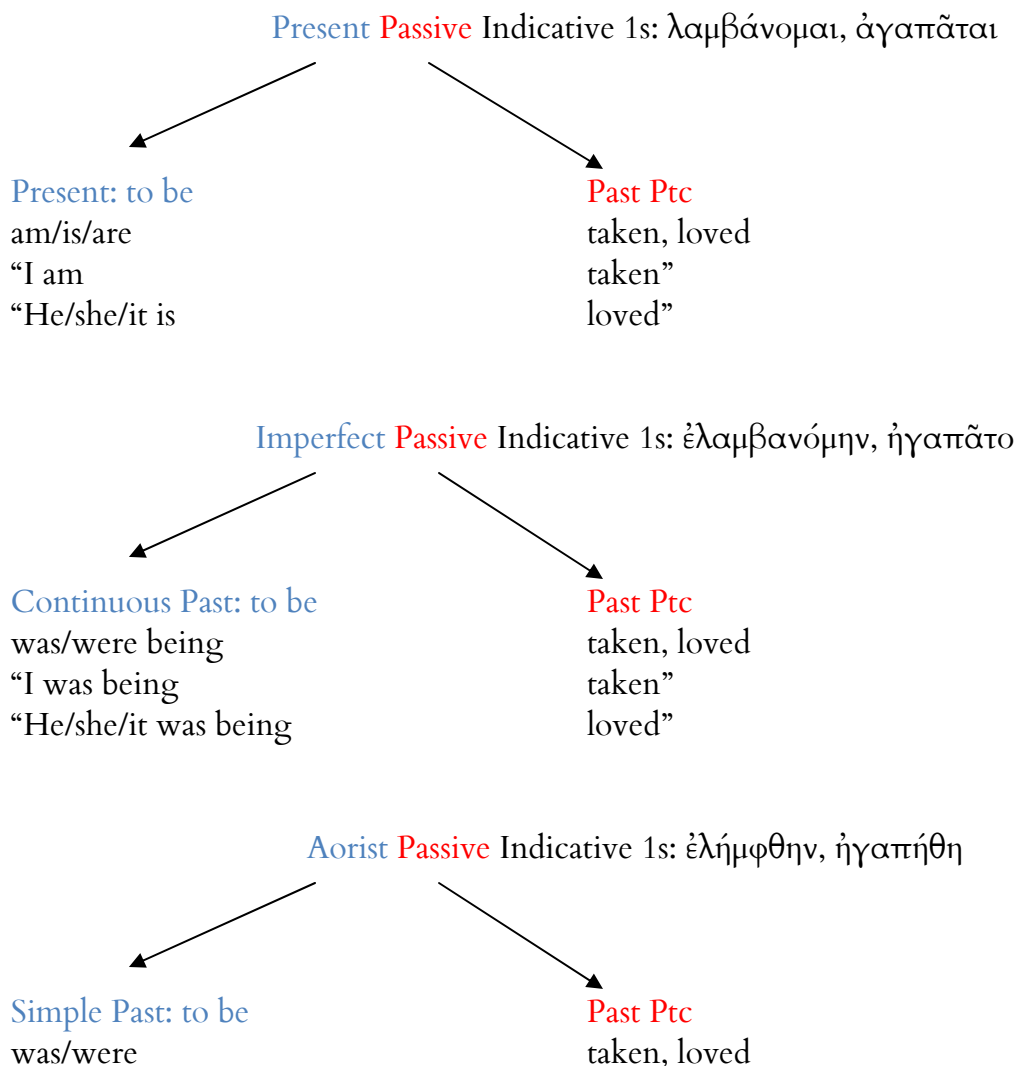 Present Passive Indicative 1s: λαμβάνομαι, ἀγαπᾶται
Present: to be Past Ptc
am/is/are taken, loved
“I am taken”
“He/she/it is loved”
Imperfect Passive Indicative 1s: ἐλαμβανόμην, ἠγαπᾶτο
Continuous Past: to be Past Ptc
was/were being taken, loved
“I was being taken”
“He/she/it was being loved”
Aorist Passive Indicative 1s: ἐλήμφθην, ἠγαπήθη
Simple Past: to be Past Ptc
was/were taken, loved